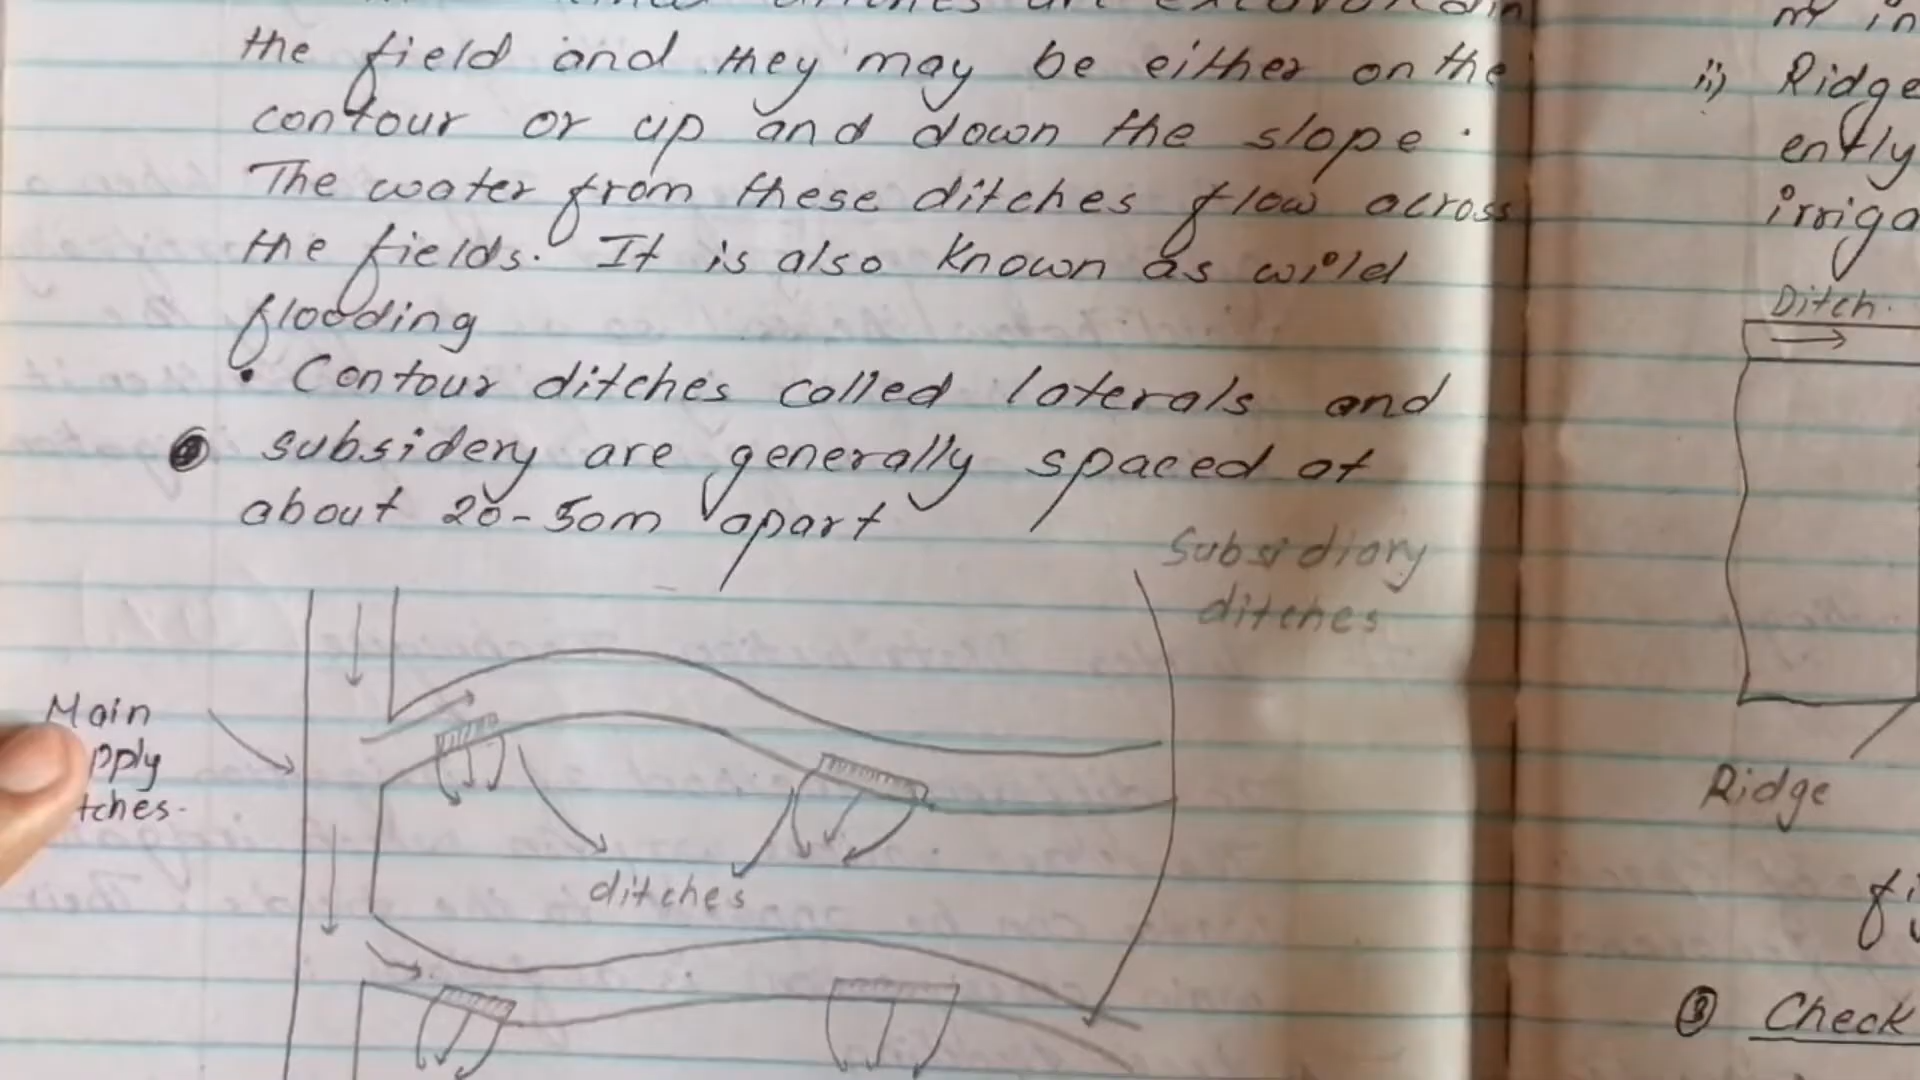 ditches are
the field and they may be either on the
contour or up and down the slope.
The water from these ditches flow across
the fields. It is also known as wild
flooding
• Contour ditches called laterals and
subsidery are generally spaced at
about 20-50m apart
Subsidiary
ditches
Main
pply
tches.
ditches
ii) Ridge
ently
irriga
Ditch.
Ridge
③ Check